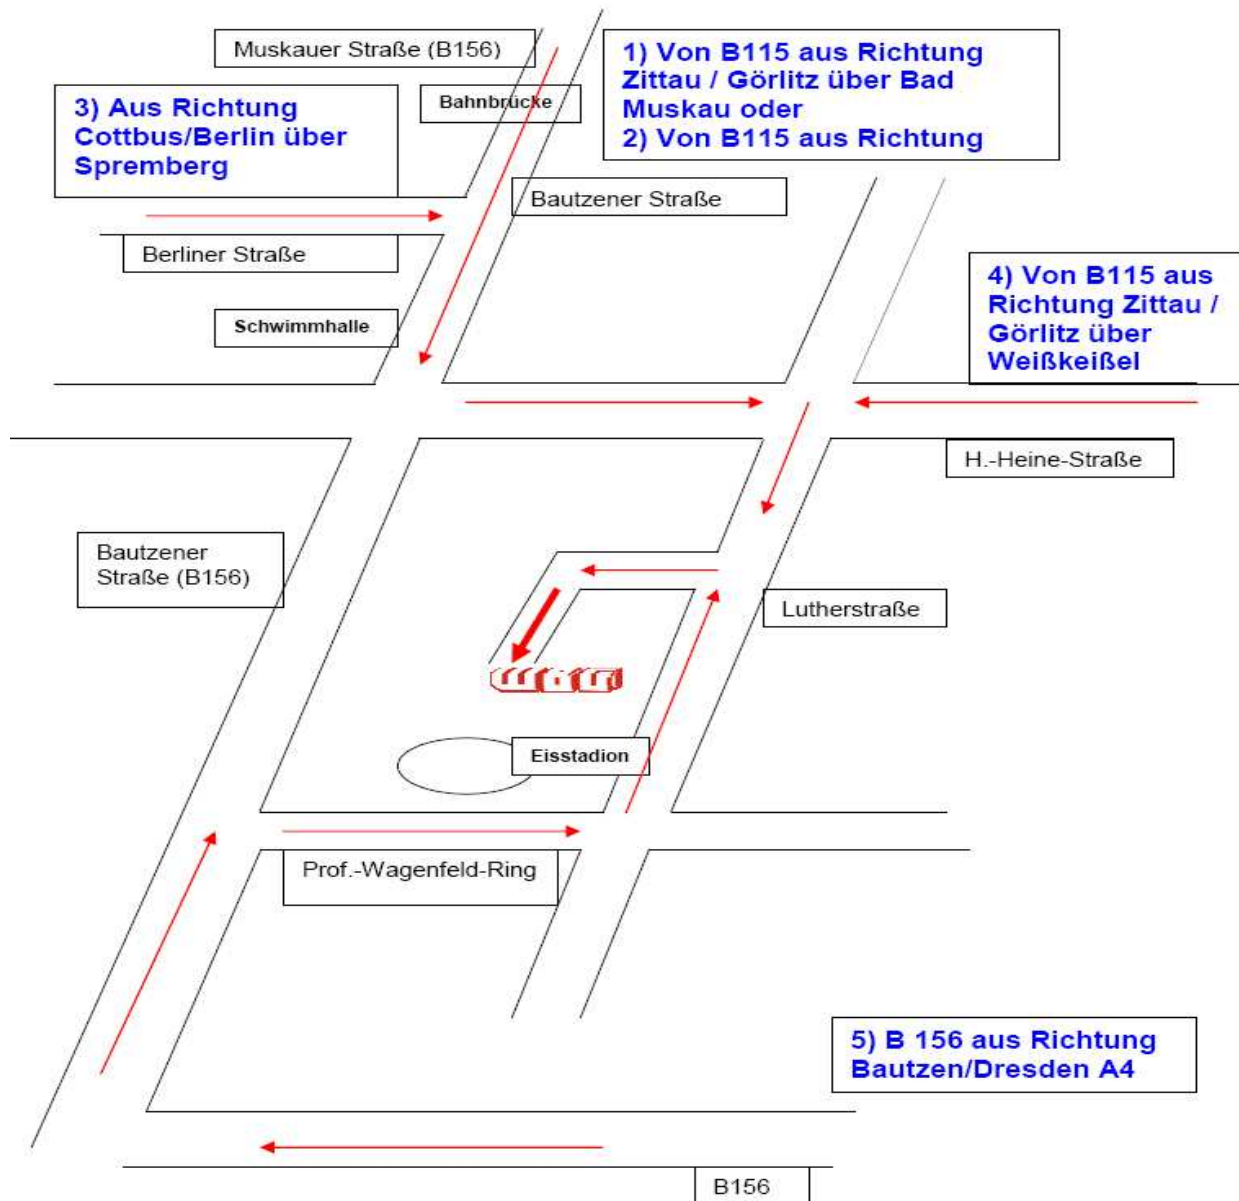 Muskauer Straße (B156)
1) Von B115 aus Richtung
Zittau / Görlitz über Bad
Muskau oder
2) Von B115 aus Richtung
3) Aus Richtung
Cottbus/Berlin über
Spremberg
Bahnbrücke
Bautzener Straße
Berliner Straße
4) Von B115 aus
Richtung Zittau /
Görlitz über
Weißkeißel
Schwimmhalle
H.-Heine-Straße
Bautzener
Straße (B156)
Lutherstraße
Eisstadion
Prof.-Wagenfeld-Ring
5) B 156 aus Richtung
Bautzen/Dresden A4
B156